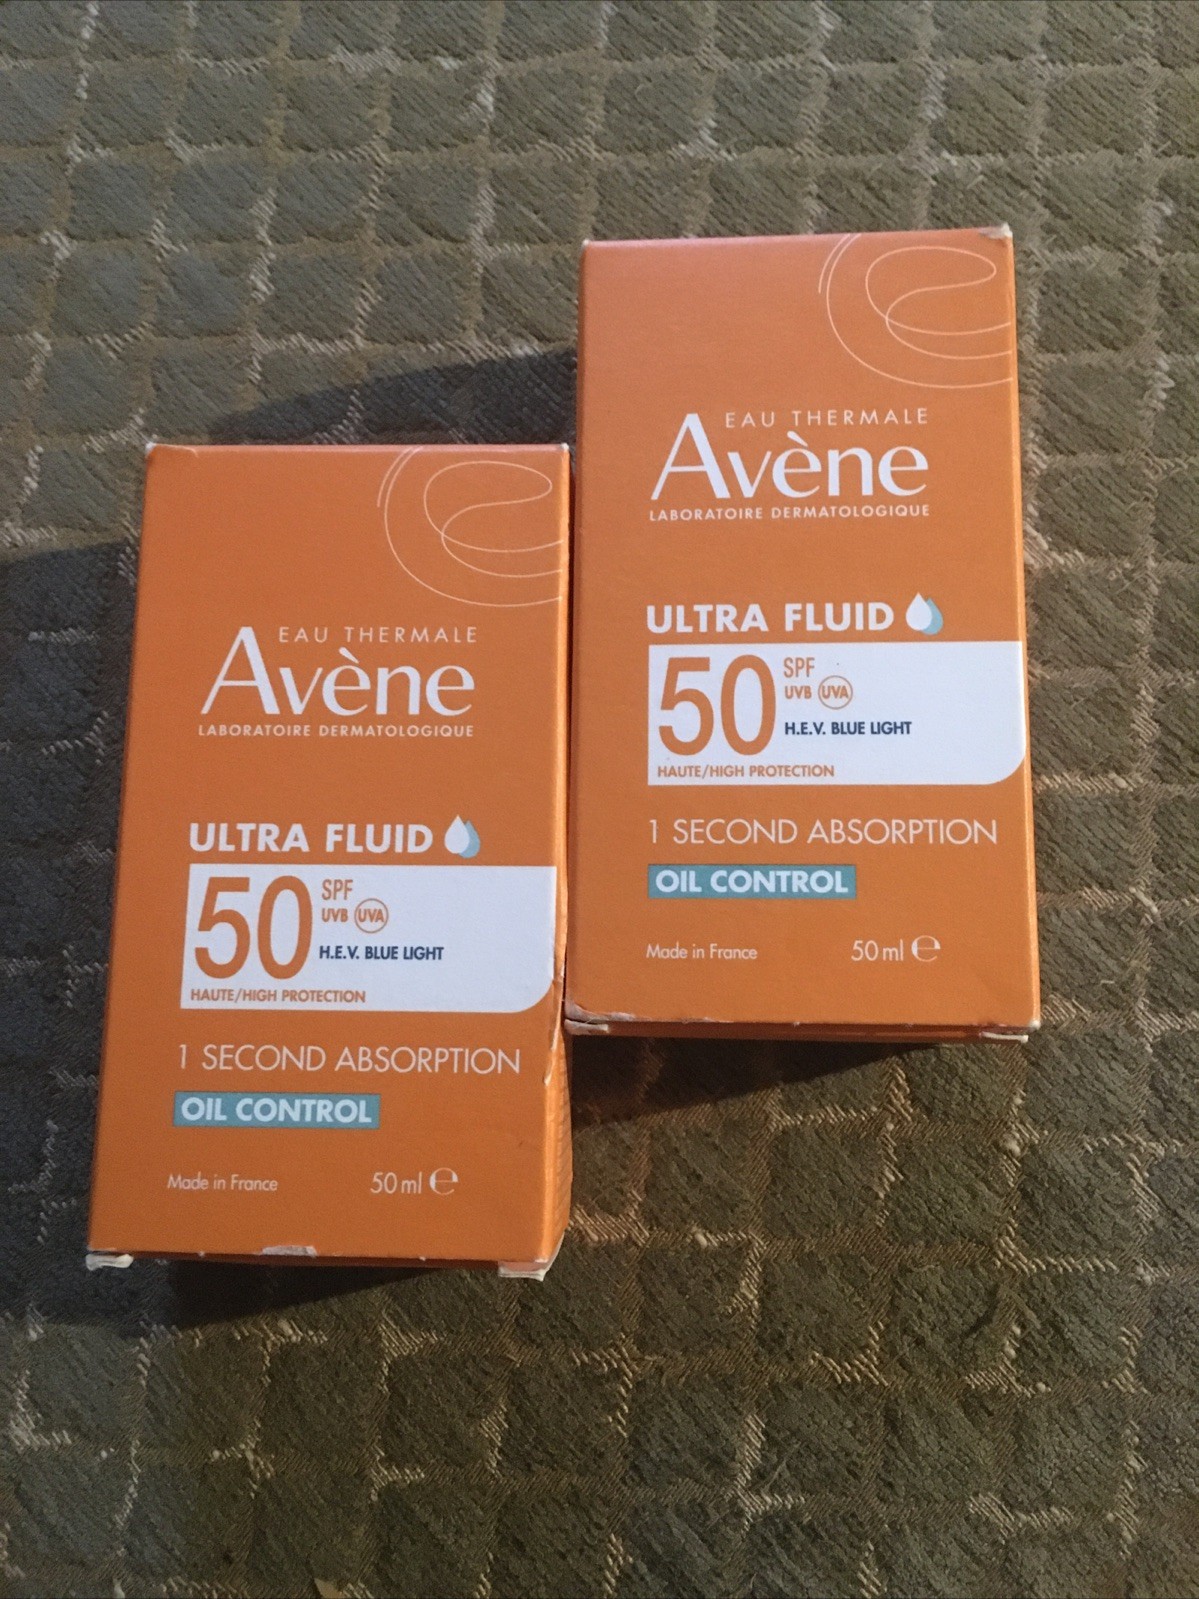 EAU THERMALE
Avène
LABORATOIRE DERMATOLOGIQUE
ULTRA FLUID
50 SPF
UVB UVA
H.E.V. BLUE LIGHT
HAUTE/HIGH PROTECTION
1 SECOND ABSORPTION
OIL CONTROL
Made in France 50 ml ℮
EAU THERMALE
Avène
LABORATOIRE DERMATOLOGIQUE
ULTRA FLUID
50 SPF
UVB UVA
H.E.V. BLUE LIGHT
HAUTE/HIGH PROTECTION
1 SECOND ABSORPTION
OIL CONTROL
Made in France 50 ml ℮